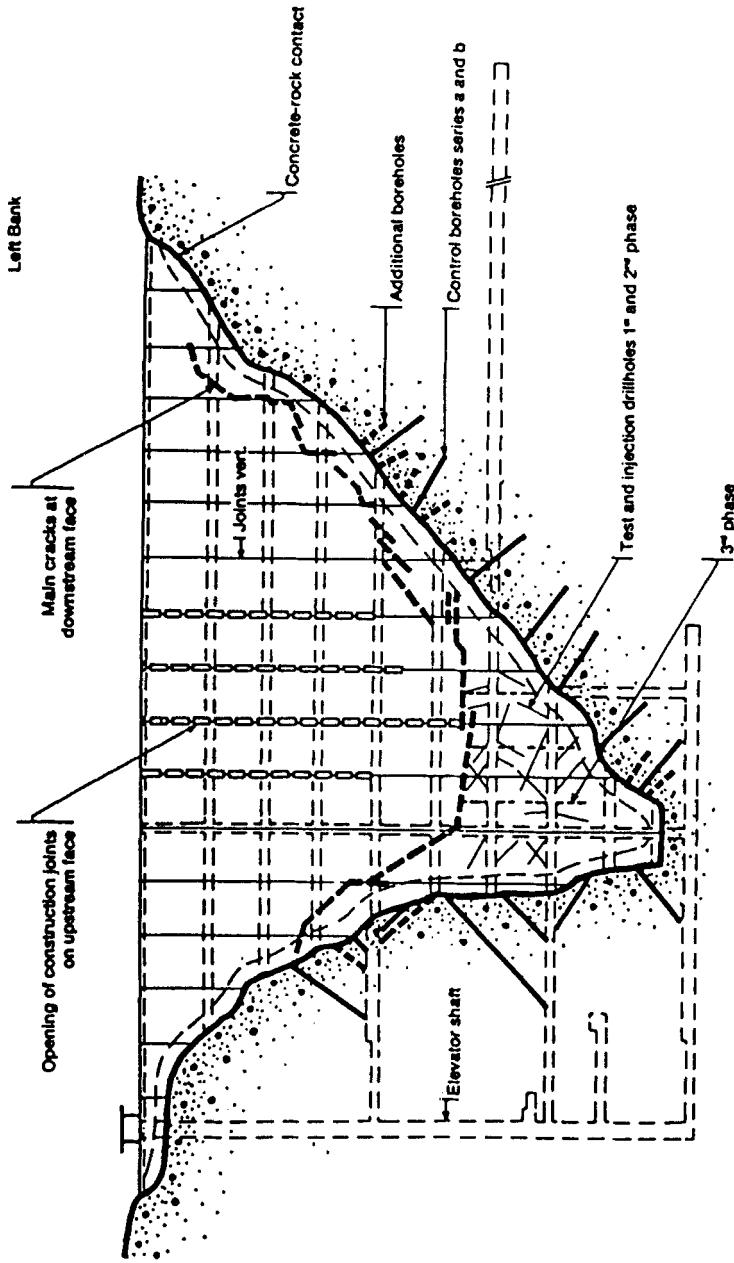 Left Bank
Opening of construction joints
on upstream face
Main cracks at
downstream face
Concrete-rock contact
Joints vert.
Additional boreholes
Control boreholes series a and b
Elevator shaft
Test and injection drillholes 1st and 2nd phase
3rd phase